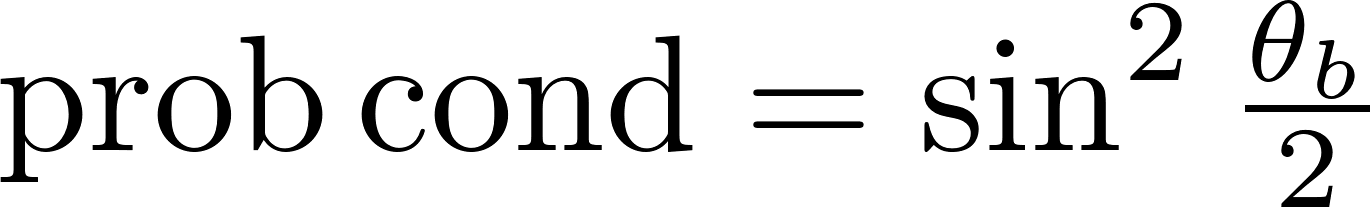 prob cond = sin² θ_b/2